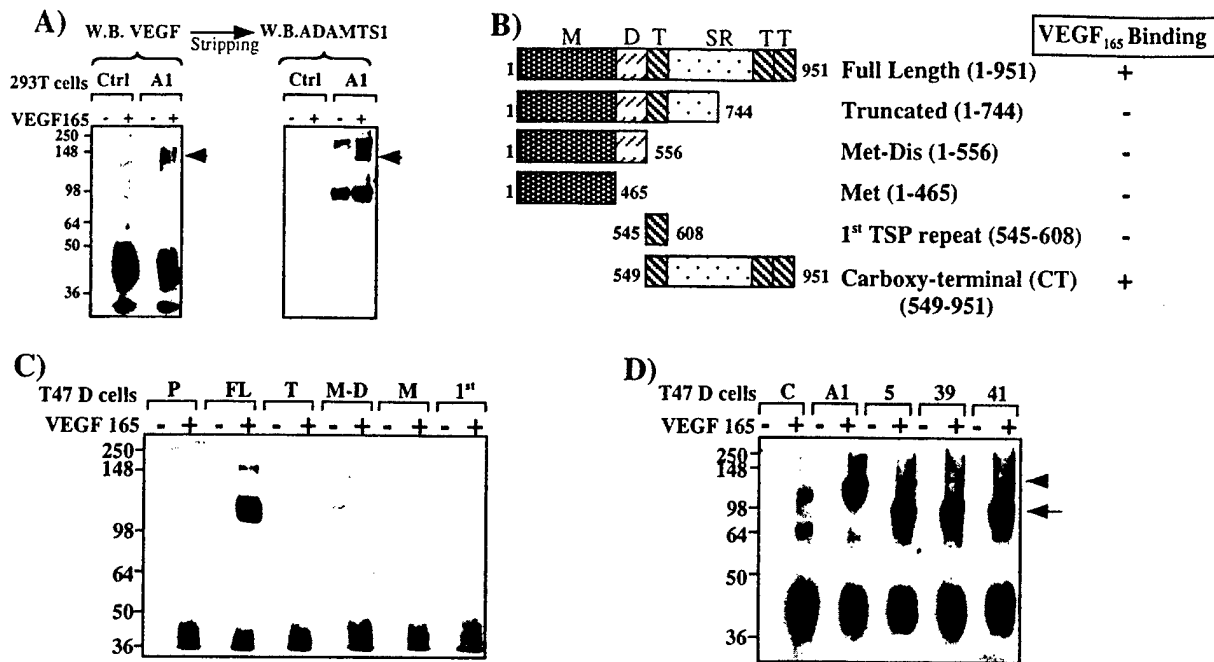 A)
W.B. VEGF Stripping W.B.ADAMTS1
293T cells Ctrl A1 Ctrl A1
VEGF165 - + - + - + - +
250
148
98
64
50
36
B)
M D T SR T T VEGF165 Binding
1 951 Full Length (1-951) +
1 744 Truncated (1-744) -
1 556 Met-Dis (1-556) -
1 465 Met (1-465) -
545 608 1st TSP repeat (545-608) -
549 951 Carboxy-terminal (CT) +
(549-951)
C)
T47 D cells P FL T M-D M 1st
VEGF 165 - + - + - + - + - + - +
250
148
98
64
50
36
D)
T47 D cells C A1 5 39 41
VEGF 165 - + - + - + - + - +
250
148
98
64
50
36